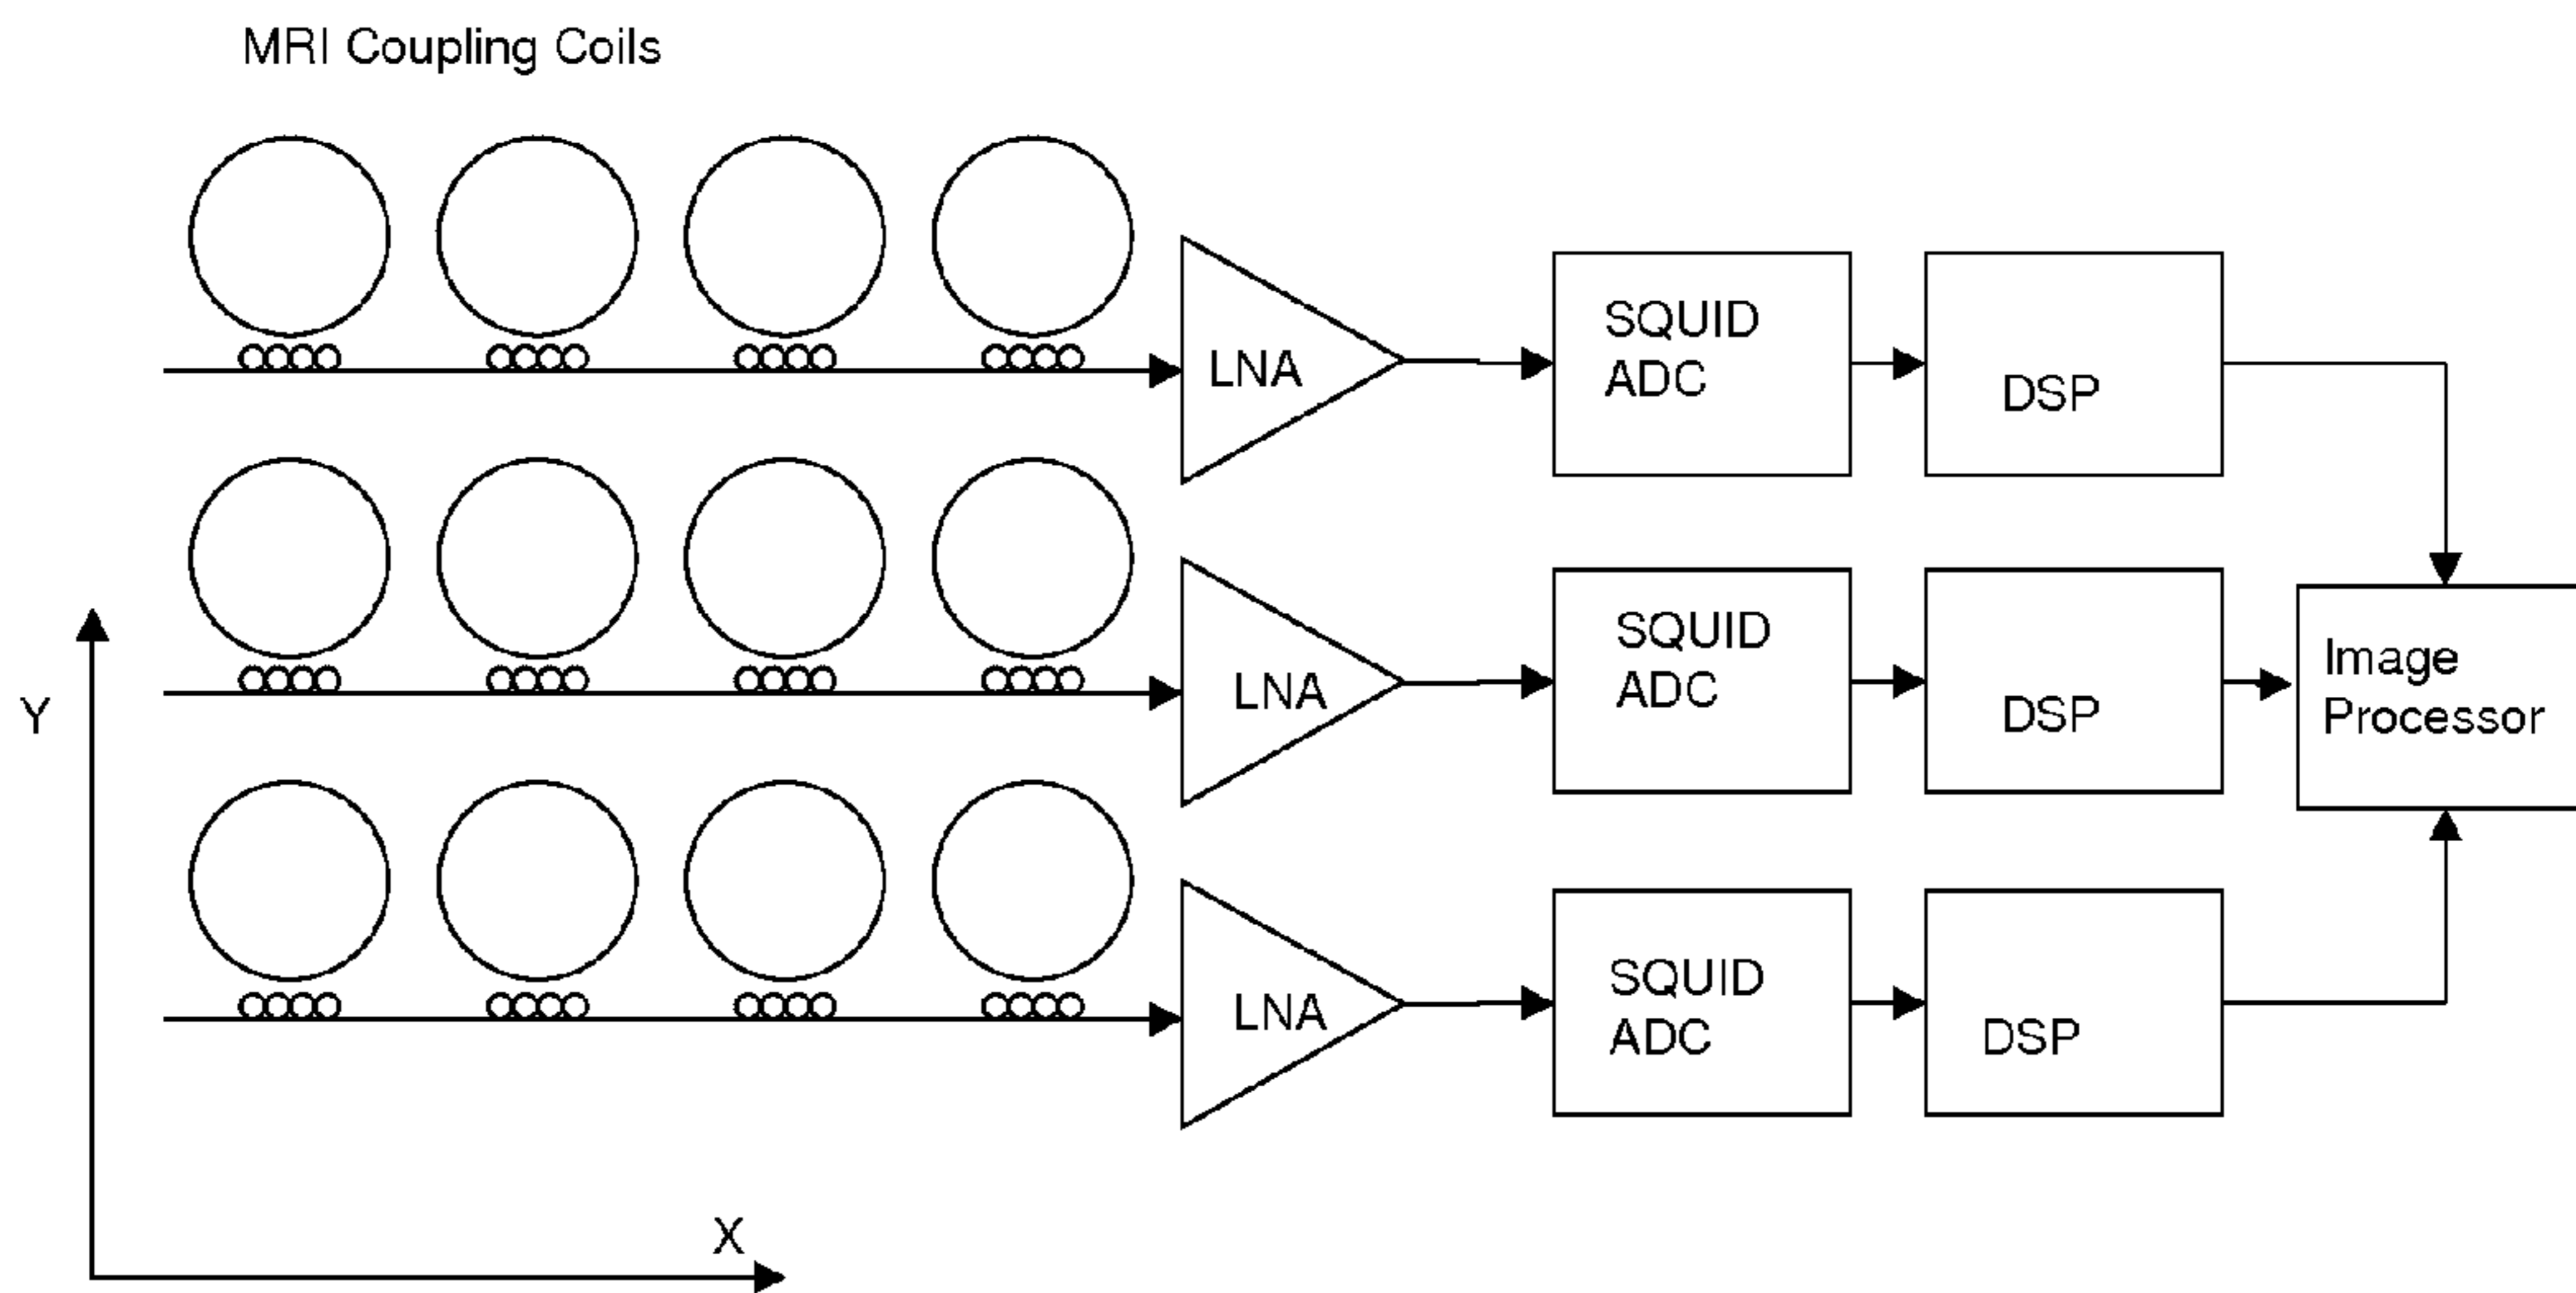 MRI Coupling Coils
LNA
SQUID
ADC
DSP
LNA
SQUID
ADC
DSP
Image
Processor
Y
LNA
SQUID
ADC
DSP
X